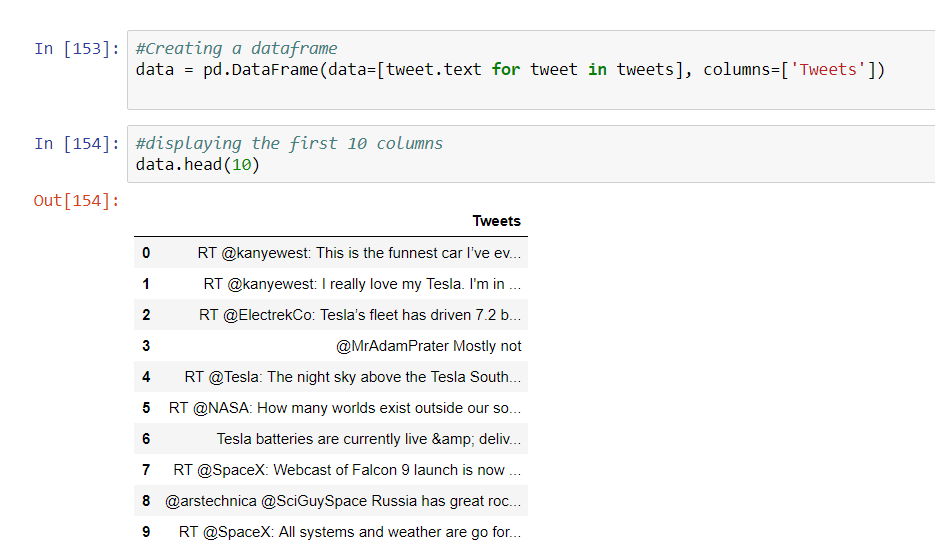 In [153]: #Creating a dataframe
data = pd.DataFrame(data=[tweet.text for tweet in tweets], columns=['Tweets'])
In [154]: #displaying the first 10 columns
data.head(10)
Out[154]:
Tweets
0 RT @kanyewest: This is the funnest car I’ve ev...
1 RT @kanyewest: I really love my Tesla. I'm in ...
2 RT @ElectrekCo: Tesla’s fleet has driven 7.2 b...
3 @MrAdamPrater Mostly not
4 RT @Tesla: The night sky above the Tesla South...
5 RT @NASA: How many worlds exist outside our so...
6 Tesla batteries are currently live &amp; deliv...
7 RT @SpaceX: Webcast of Falcon 9 launch is now ...
8 @arstechnica @SciGuySpace Russia has great roc...
9 RT @SpaceX: All systems and weather are go for...